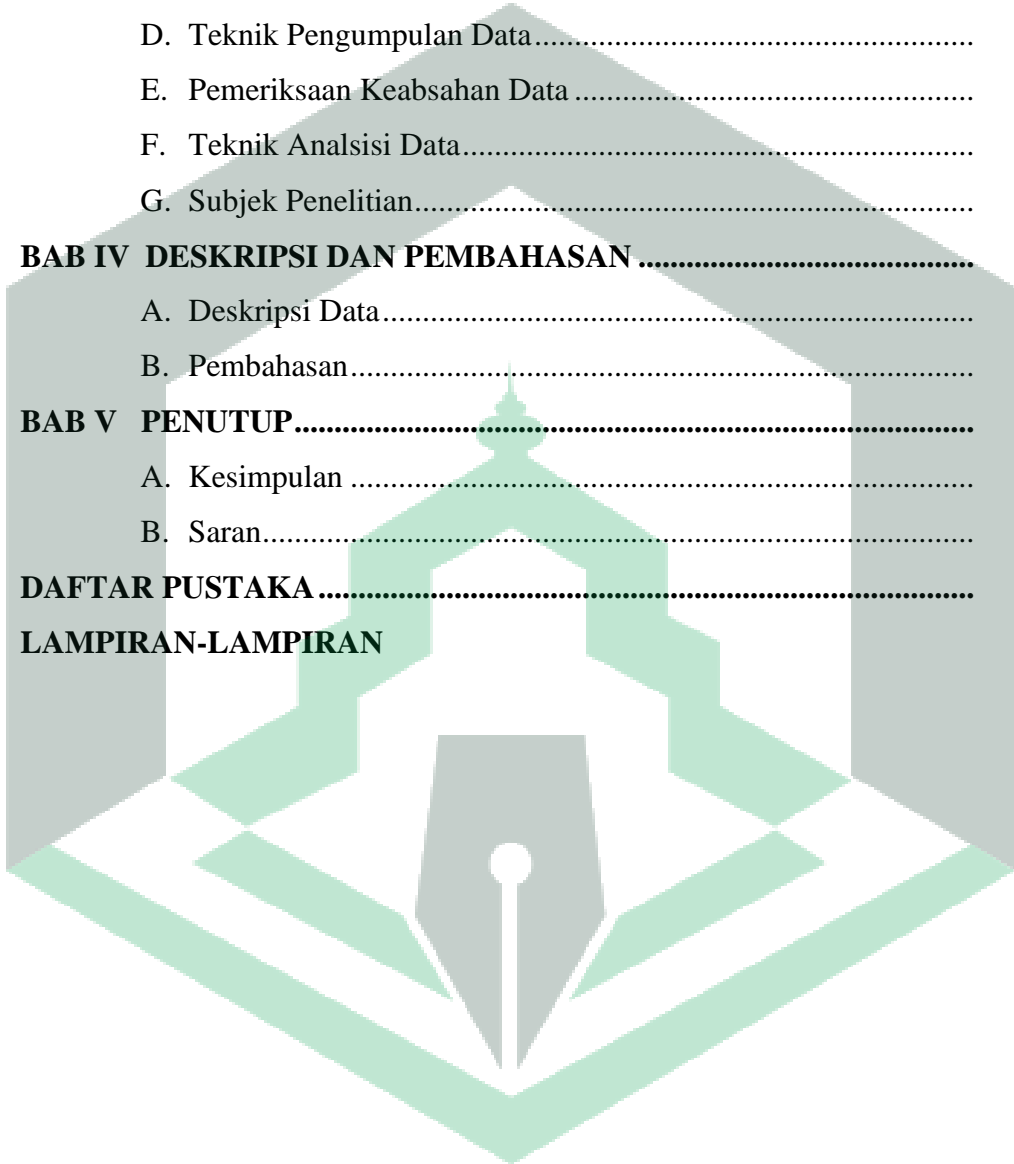 D. Teknik Pengumpulan Data..........................................................
E. Pemeriksaan Keabsahan Data ....................................................
F. Teknik Analsisi Data....................................................................
G. Subjek Penelitian...........................................................................
BAB IV DESKRIPSI DAN PEMBAHASAN ...................................
A. Deskripsi Data................................................................................
B. Pembahasan....................................................................................
BAB V PENUTUP.............................................................................
A. Kesimpulan ....................................................................................
B. Saran................................................................................................
DAFTAR PUSTAKA.........................................................................
LAMPIRAN-LAMPIRAN